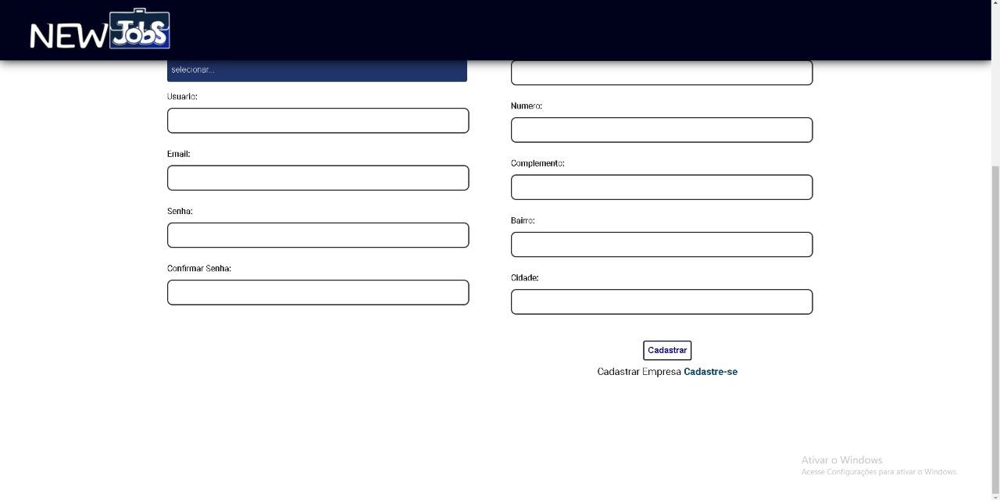 NEW JobS
selecionar...
Usuario:
Email:
Senha:
Confirmar Senha:
Numero:
Complemento:
Bairro:
Cidade:
Cadastrar
Cadastrar Empresa Cadastre-se
Ativar o Windows
Acesse Configurações para ativar o Windows.